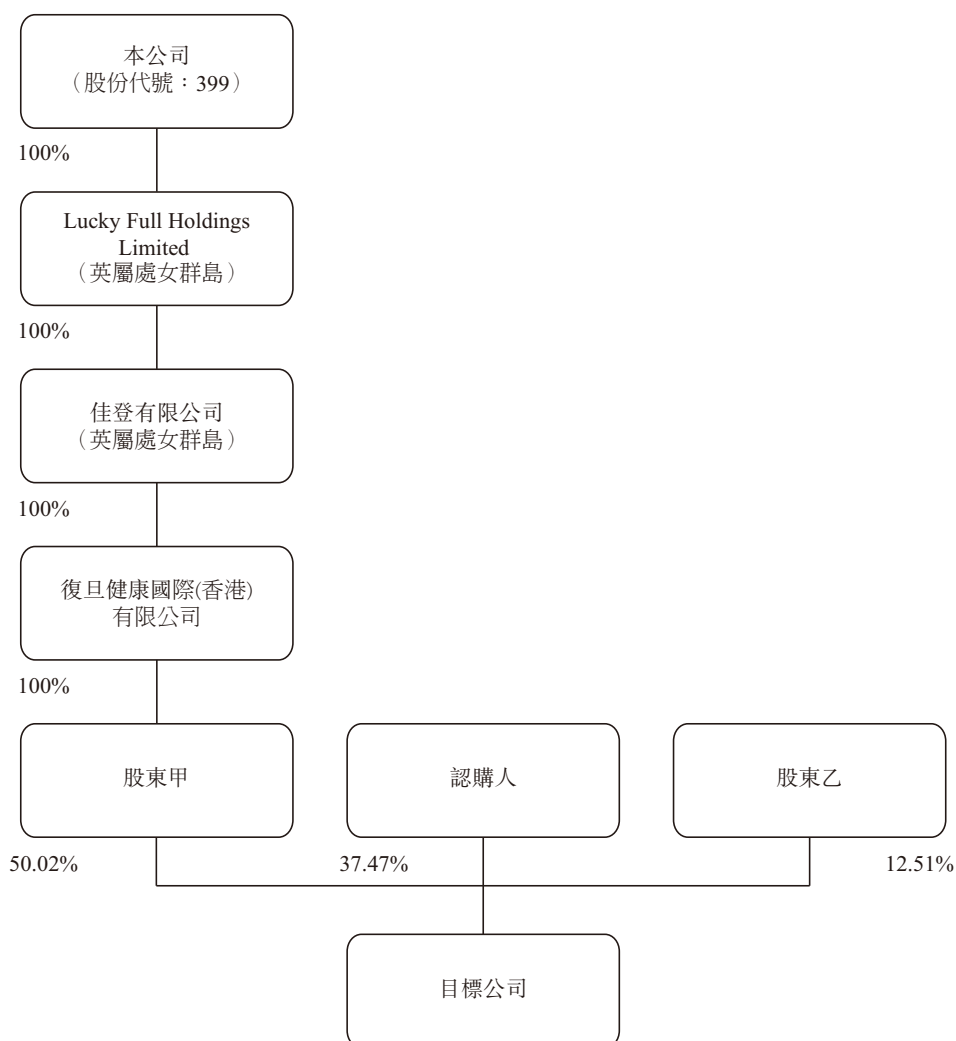 本公司
（股份代號：399）
100%
Lucky Full Holdings
Limited
（英屬處女群島）
100%
佳登有限公司
（英屬處女群島）
100%
復旦健康國際(香港)
有限公司
100%
股東甲
認購人
股東乙
50.02%
37.47%
12.51%
目標公司